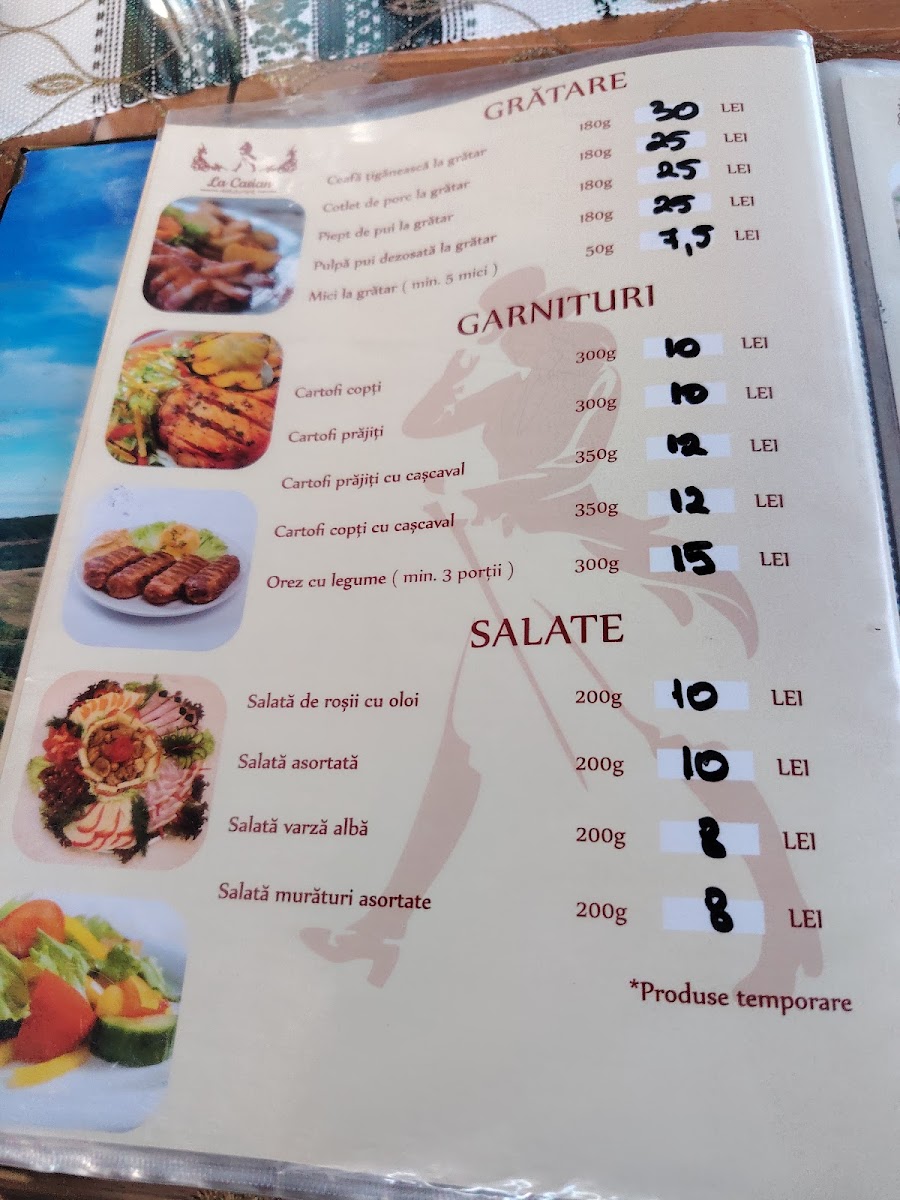 La Catian
GRĂTARE
Ceafă țigănească la grătar 180g 30 LEI
Cotlet de porc la grătar 180g 25 LEI
Piept de pui la grătar 180g 25 LEI
Pulpă pui dezosată la grătar 180g 25 LEI
Mici la grătar ( min. 5 mici ) 50g 7,5 LEI
GARNITURI
Cartofi copți 300g 10 LEI
Cartofi prăjiți 300g 10 LEI
Cartofi prăjiți cu cașcaval 350g 12 LEI
Cartofi copți cu cașcaval 350g 12 LEI
Orez cu legume ( min. 3 porții ) 300g 15 LEI
SALATE
Salată de roșii cu oloi 200g 10 LEI
Salată asortată 200g 10 LEI
Salată varză albă 200g 8 LEI
Salată murături asortate 200g 8 LEI
*Produse temporare